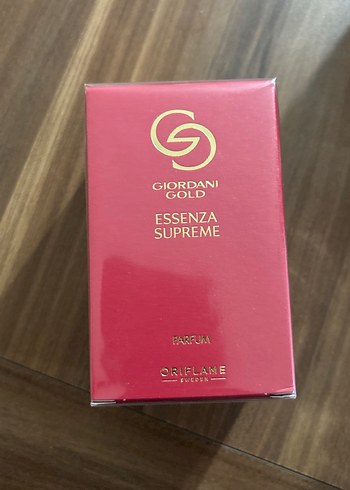 GIORDANI
GOLD
ESSENZA
SUPREME
PARFUM
ORIFLAME
SWEDEN